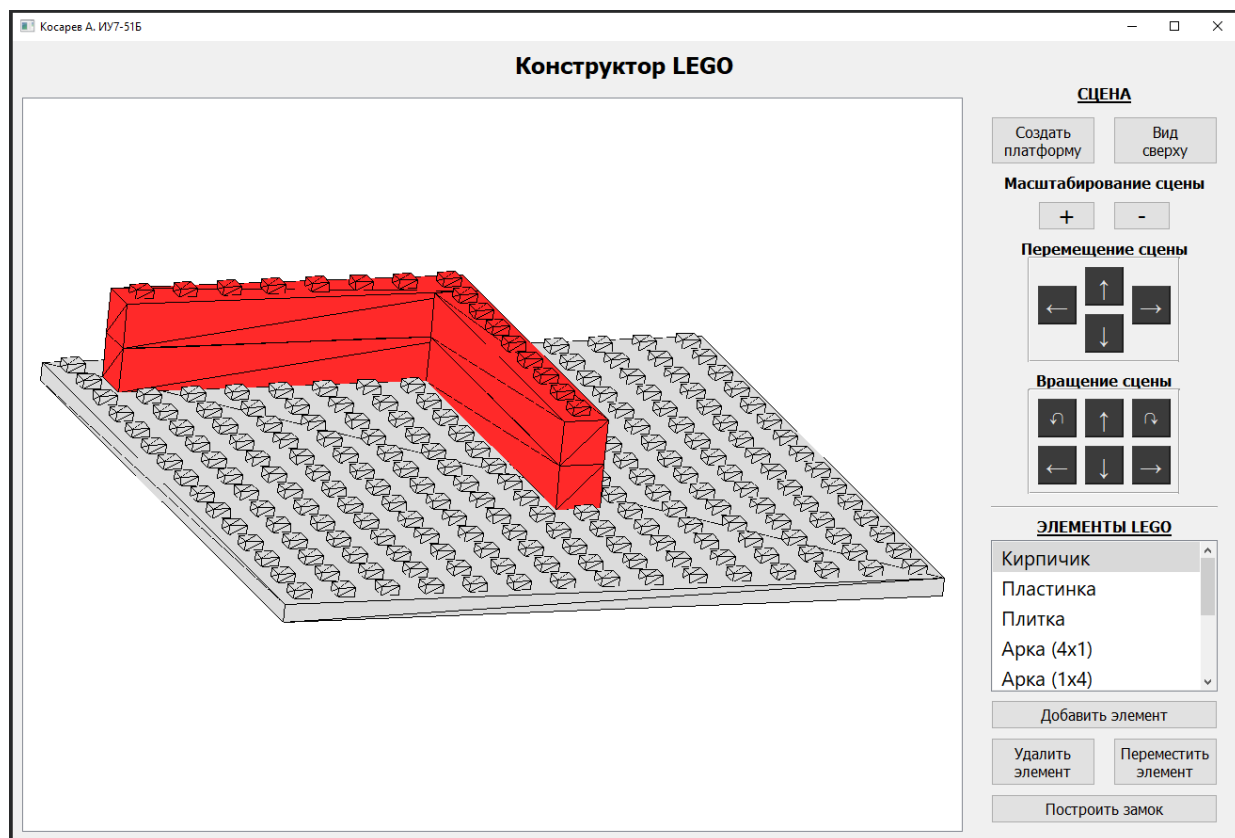 Косарев А. ИУ7-51Б
Конструктор LEGO
СЦЕНА
Создать
платформу
Вид
сверху
Масштабирование сцены
+
-
Перемещение сцены
←
↑
→
↓
Вращение сцены
↑
←
↓
→
ЭЛЕМЕНТЫ LEGO
Кирпичик
Пластинка
Плитка
Арка (4x1)
Арка (1x4)
Добавить элемент
Удалить
элемент
Переместить
элемент
Построить замок